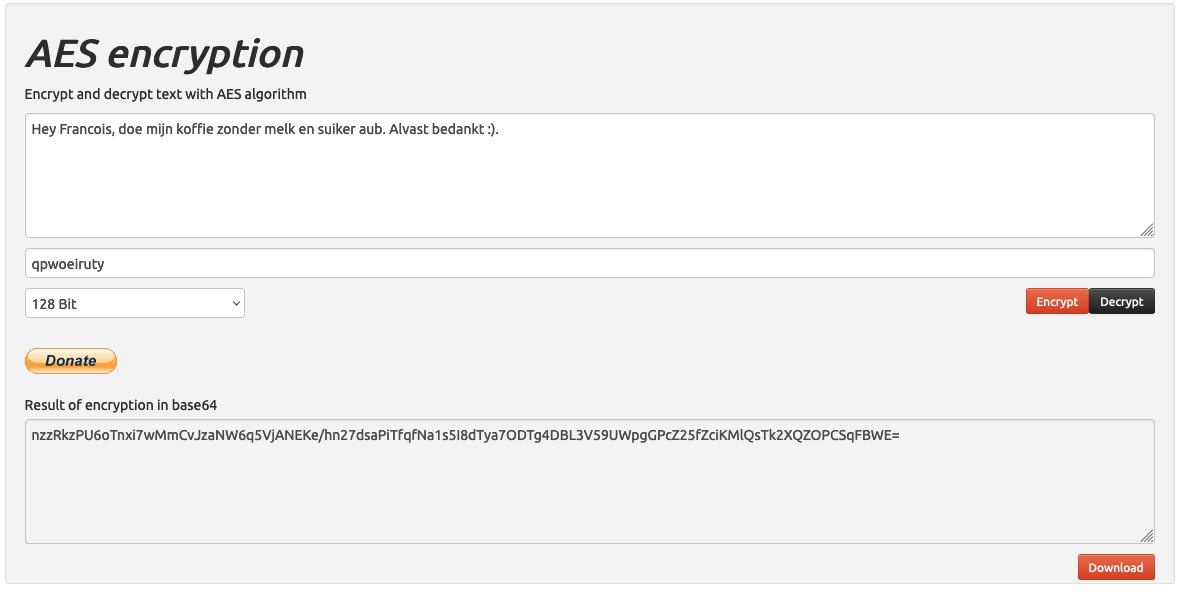 AES encryption
Encrypt and decrypt text with AES algorithm
Hey Francois, doe mijn koffie zonder melk en suiker aub. Alvast bedankt :).
qpwoeiruty
128 Bit
Encrypt Decrypt
Donate
Result of encryption in base64
nzzRkzPU6oTnxi7wMmCvJzaNW6q5VjANEKe/hn27dsaPiTfqfNa1s5I8dTya7ODTg4DBL3V59UWpgGPcZ25fZciKMlQsTk2XQZOPCSqFBWE=
Download